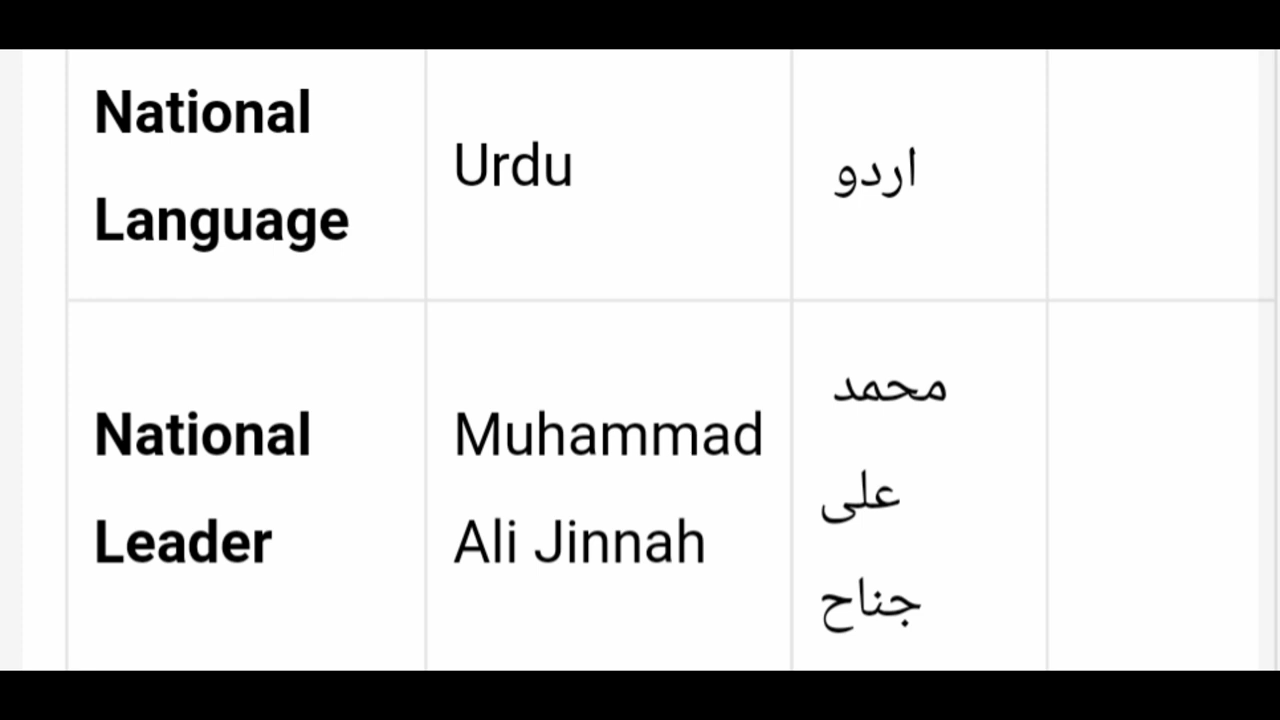 National
Language
Urdu
اردو
National
Leader
Muhammad
Ali Jinnah
محمد
علی
جناح